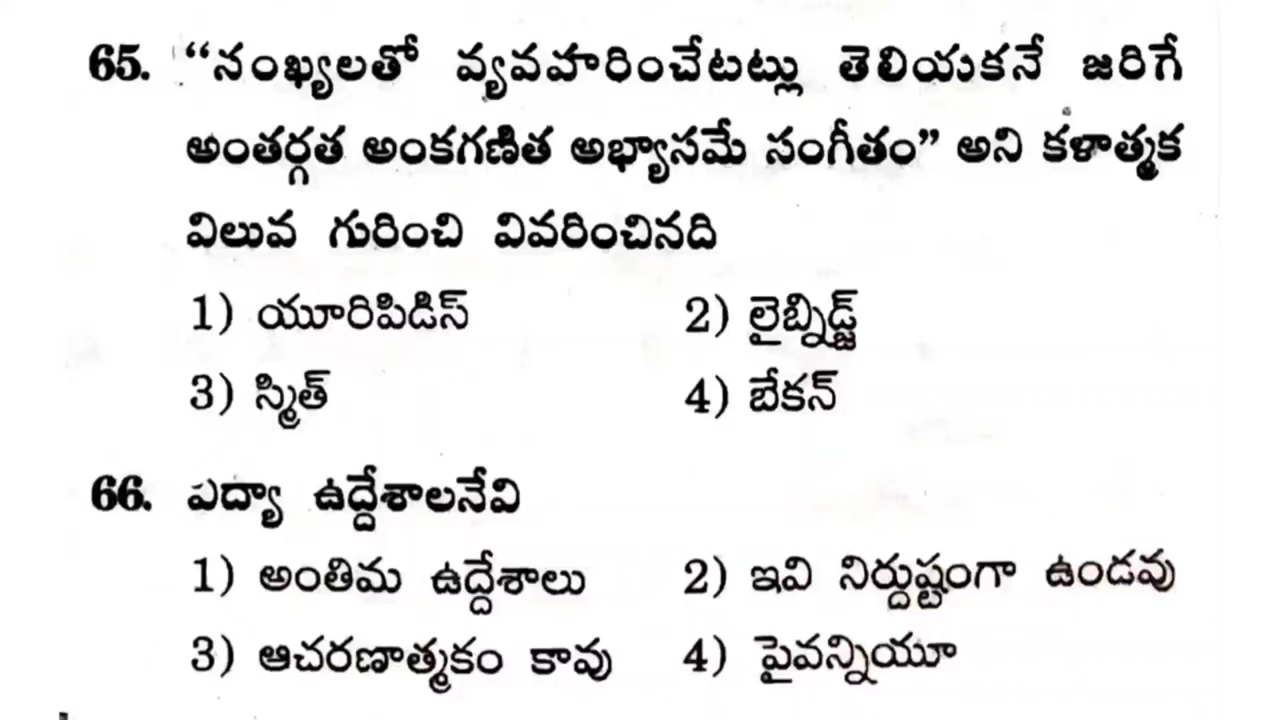 65. “సంఖ్యలతో వ్యవహరించేటట్లు తెలియకనే జరిగే
అంతర్గత అంకగణిత అభ్యాసమే సంగీతం” అని కళాత్మక
విలువ గురించి వివరించినది
1) యూరిపిడిస్ 2) లైబ్నిడ్జ్
3) స్మిత్ 4) బేకన్
66. పద్యా ఉద్దేశాలనేవి
1) అంతిమ ఉద్దేశాలు 2) ఇవి నిర్దుష్టంగా ఉండవు
3) ఆచరణాత్మకం కావు 4) పైవన్నియూ